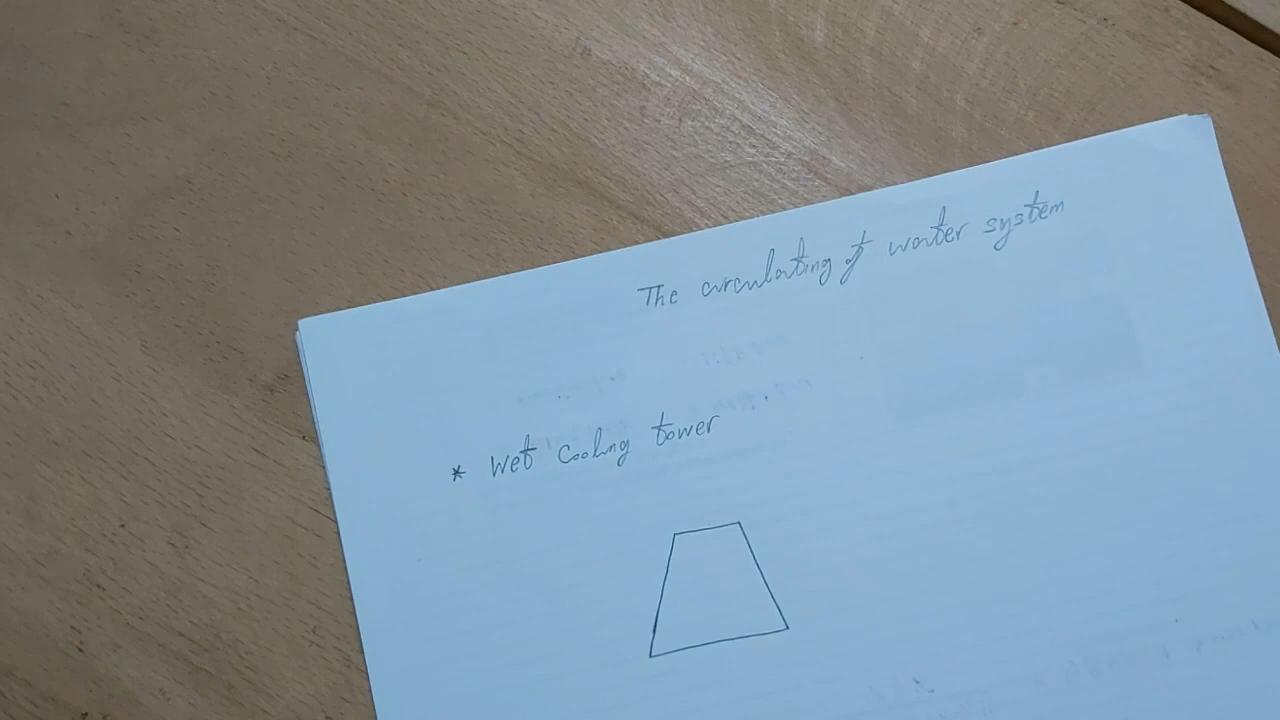 The circulating of water system
* wet cooling tower